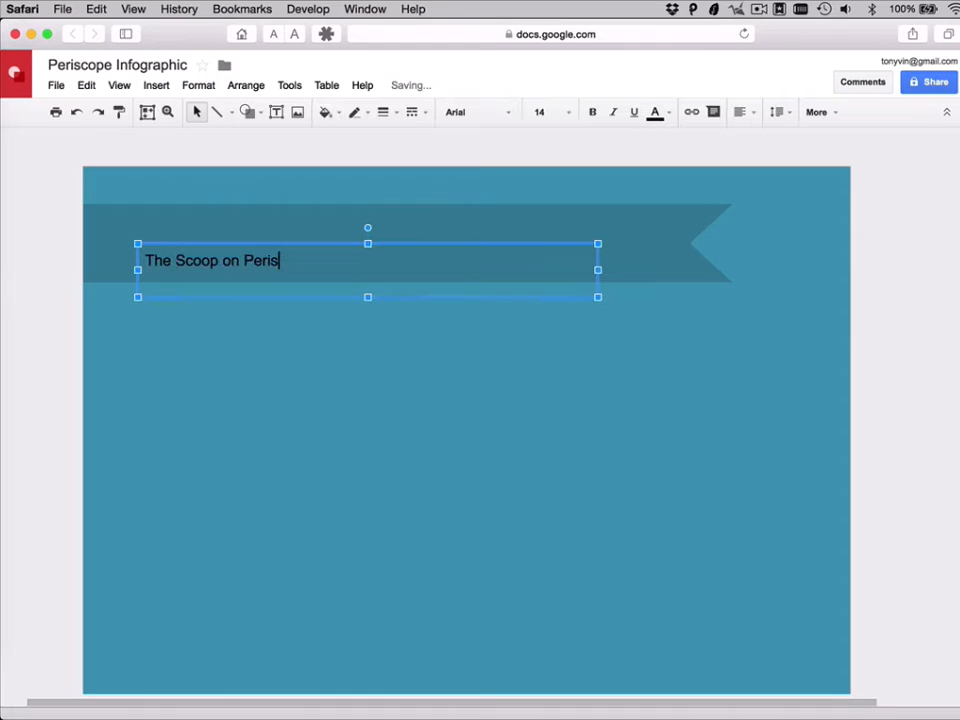 Safari File Edit View History Bookmarks Develop Window Help 100%
A A docs.google.com
Periscope Infographic tonyvin@gmail.com
File Edit View Insert Format Arrange Tools Table Help Saving... Comments Share
Arial 14 B I U A More
The Scoop on Peris